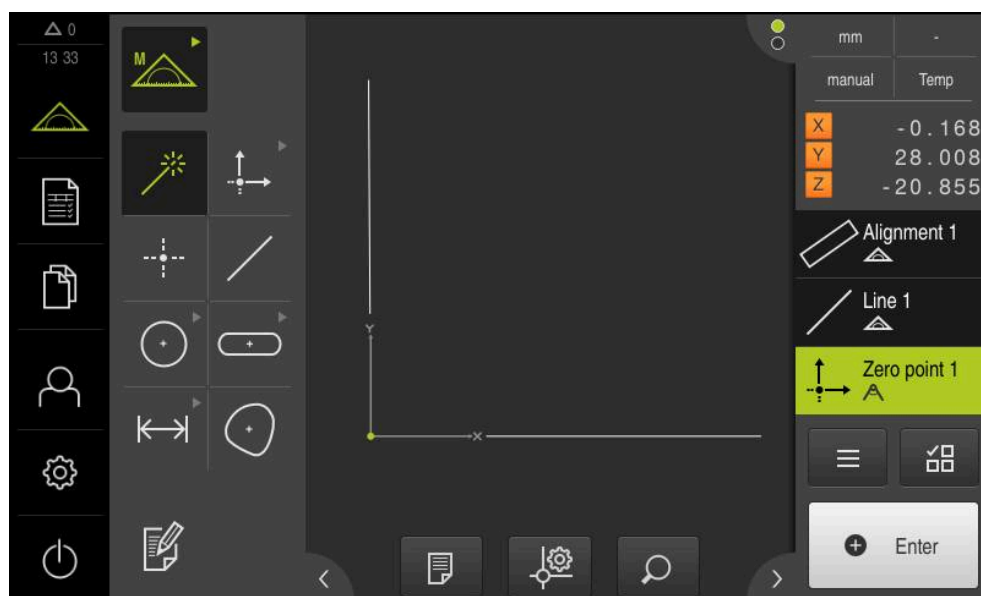 0
13 33
M
Y
X
mm -
manual Temp
X -0.168
Y 28.008
Z -20.855
Alignment 1
Line 1
Zero point 1
Enter